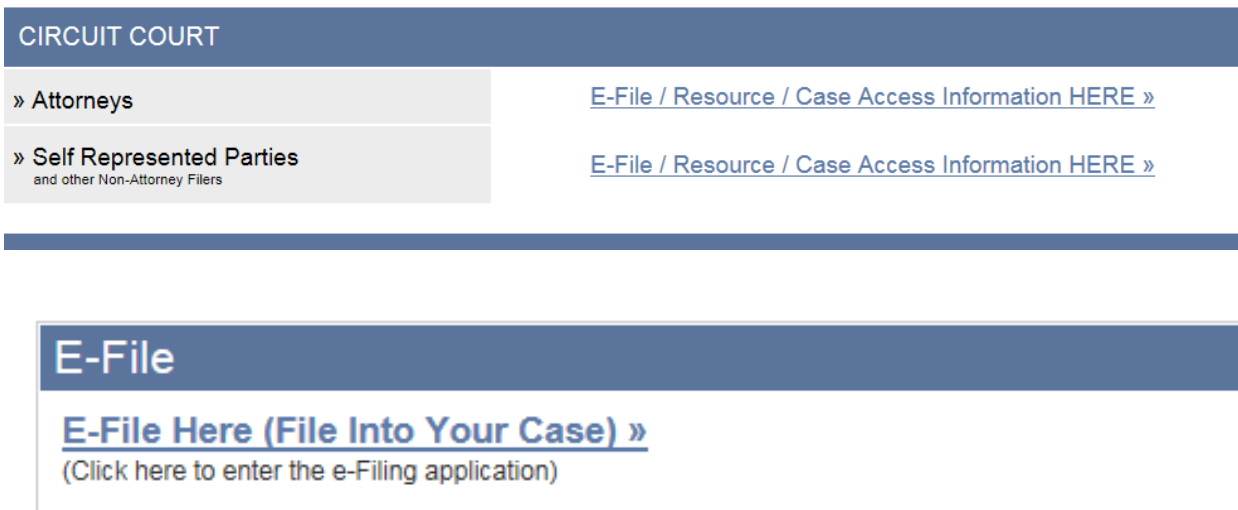 CIRCUIT COURT
» Attorneys
E-File / Resource / Case Access Information HERE »
» Self Represented Parties
and other Non-Attorney Filers
E-File / Resource / Case Access Information HERE »
E-File
E-File Here (File Into Your Case) »
(Click here to enter the e-Filing application)